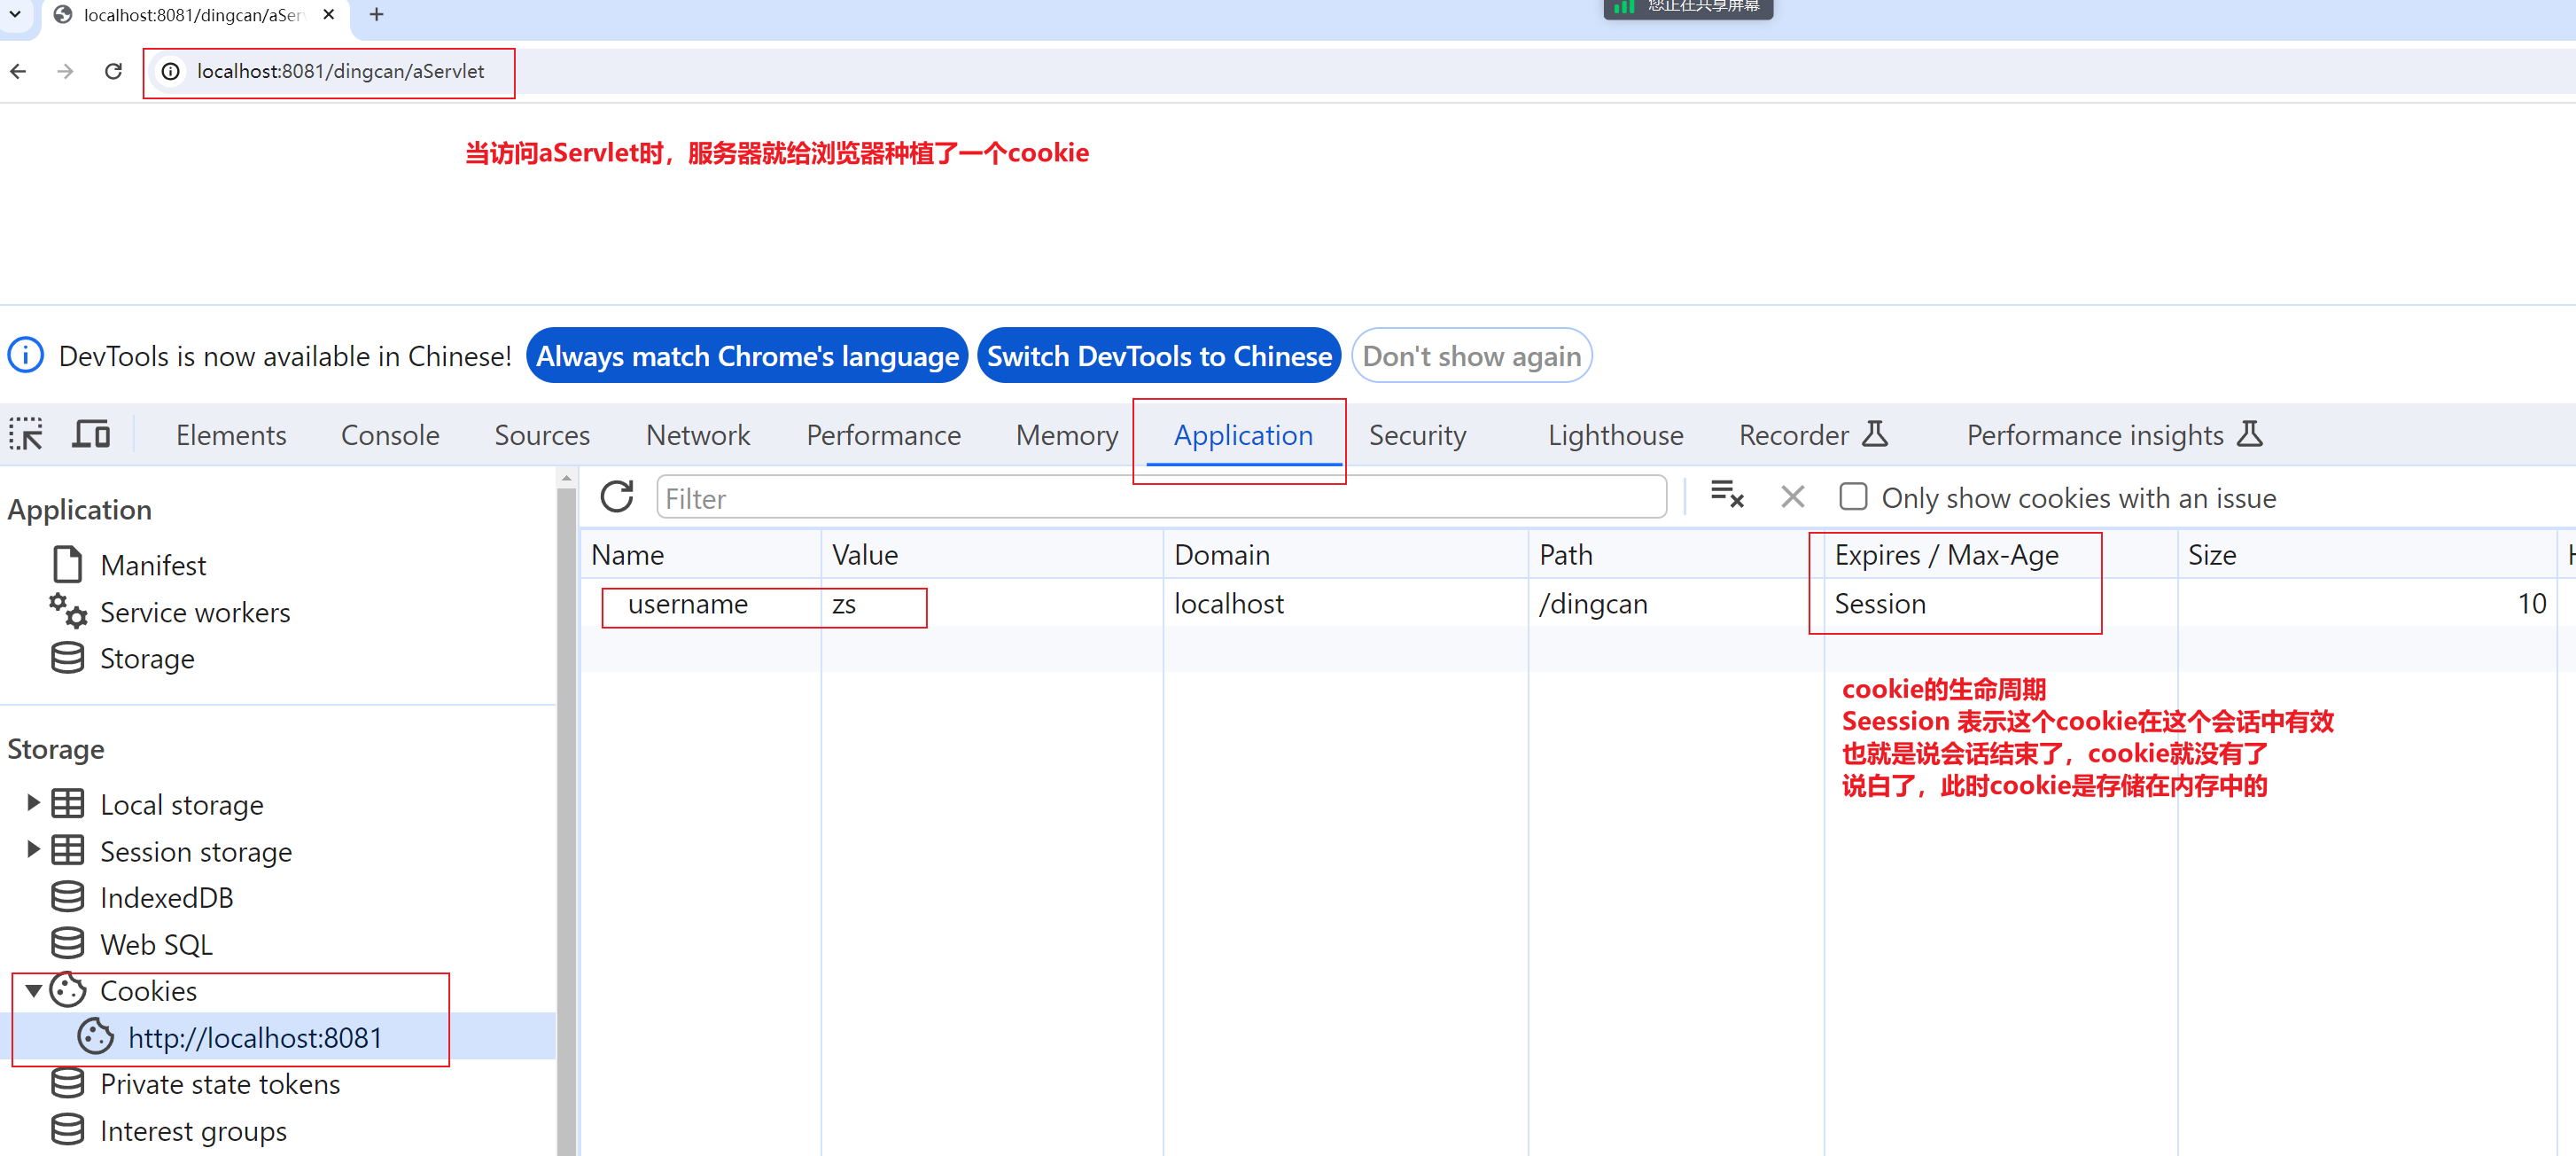 您正在共享屏幕
localhost:8081/dingcan/aSer
localhost:8081/dingcan/aServlet
当访问aServlet时，服务器就给浏览器种植了一个cookie
DevTools is now available in Chinese! Always match Chrome's language Switch DevTools to Chinese Don't show again
Elements Console Sources Network Performance Memory Application Security Lighthouse Recorder Performance insights
Filter Only show cookies with an issue
Application
Manifest
Service workers
Storage
Storage
Local storage
Session storage
IndexedDB
Web SQL
Cookies
http://localhost:8081
Private state tokens
Interest groups
Name Value Domain Path Expires / Max-Age Size
username zs localhost /dingcan Session 10
cookie的生命周期
Seession 表示这个cookie在这个会话中有效
也就是说会话结束了，cookie就没有了
说白了，此时cookie是存储在内存中的